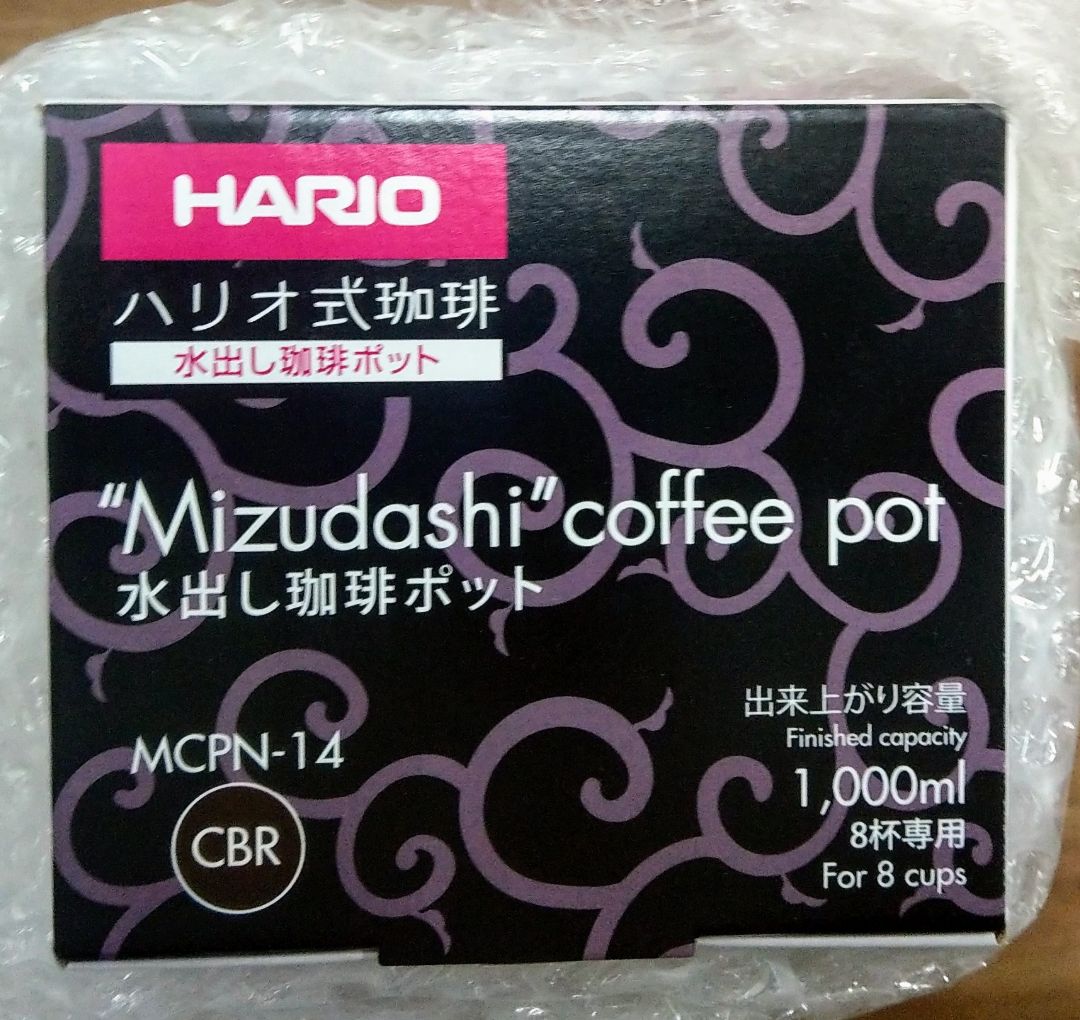 HARIO
ハリオ式珈琲
水出し珈琲ポット
"Mizudashi" coffee pot
水出し珈琲ポット
MCPN-14
CBR
出来上がり容量
Finished capacity
1,000ml
8杯専用
For 8 cups